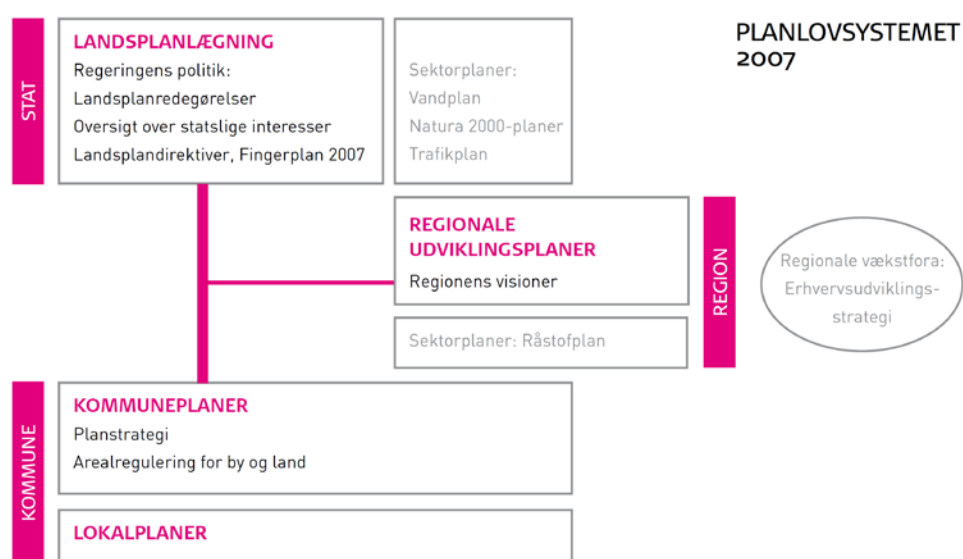 PLANLOVSYSTEMET
2007
STAT
LANDSPLANLÆGNING
Regeringens politik:
Landsplanredegørelser
Oversigt over statslige interesser
Landsplandirektiver, Fingerplan 2007
Sektorplaner:
Vandplan
Natura 2000-planer
Trafikplan
REGIONALE
UDVIKLINGSPLANER
Regionens visioner
Sektorplaner: Råstofplan
REGION
Regionale vækstfora:
Erhvervsudviklings-
strategi
KOMMUNE
KOMMUNEPLANER
Planstrategi
Arealregulering for by og land
LOKALPLANER